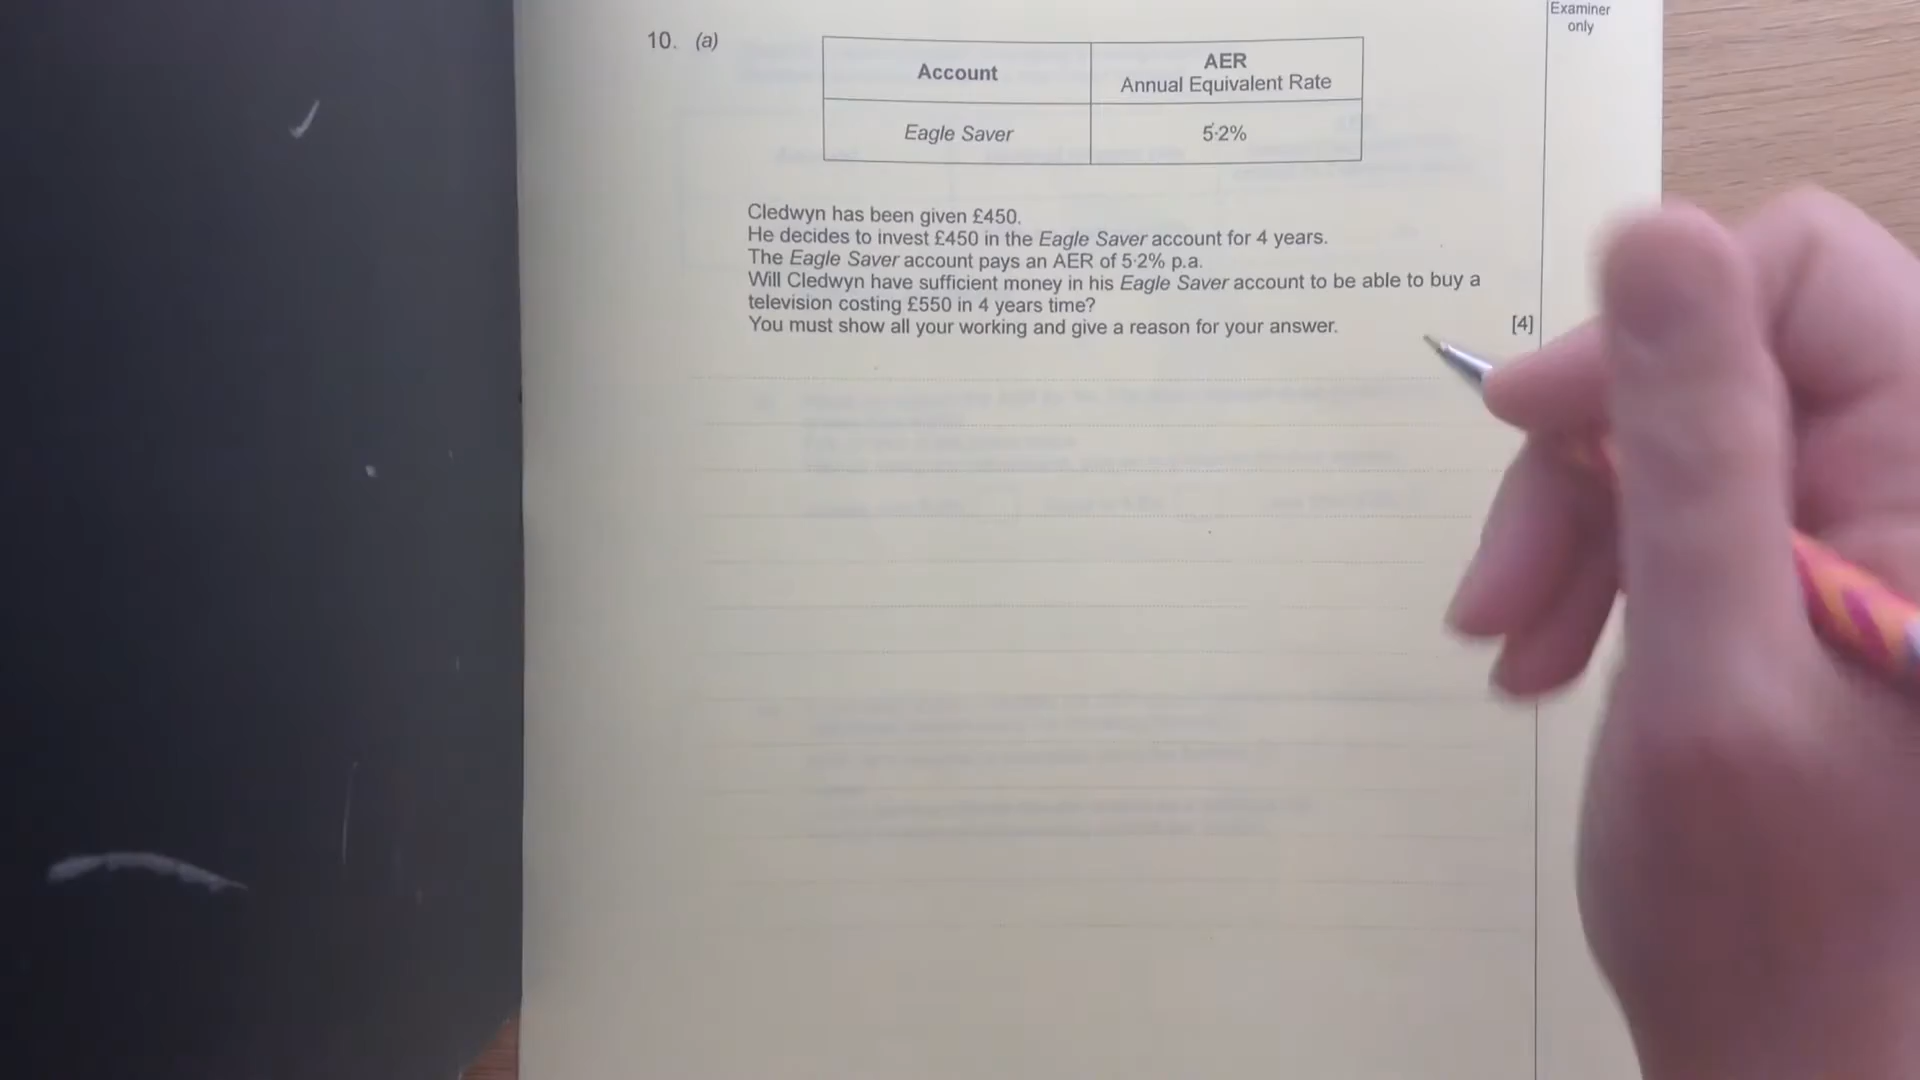 Examiner
only
10. (a)
Account
AER
Annual Equivalent Rate
Eagle Saver
5·2%
Cledwyn has been given £450.
He decides to invest £450 in the Eagle Saver account for 4 years.
The Eagle Saver account pays an AER of 5·2% p.a.
Will Cledwyn have sufficient money in his Eagle Saver account to be able to buy a
television costing £550 in 4 years time?
You must show all your working and give a reason for your answer.
[4]